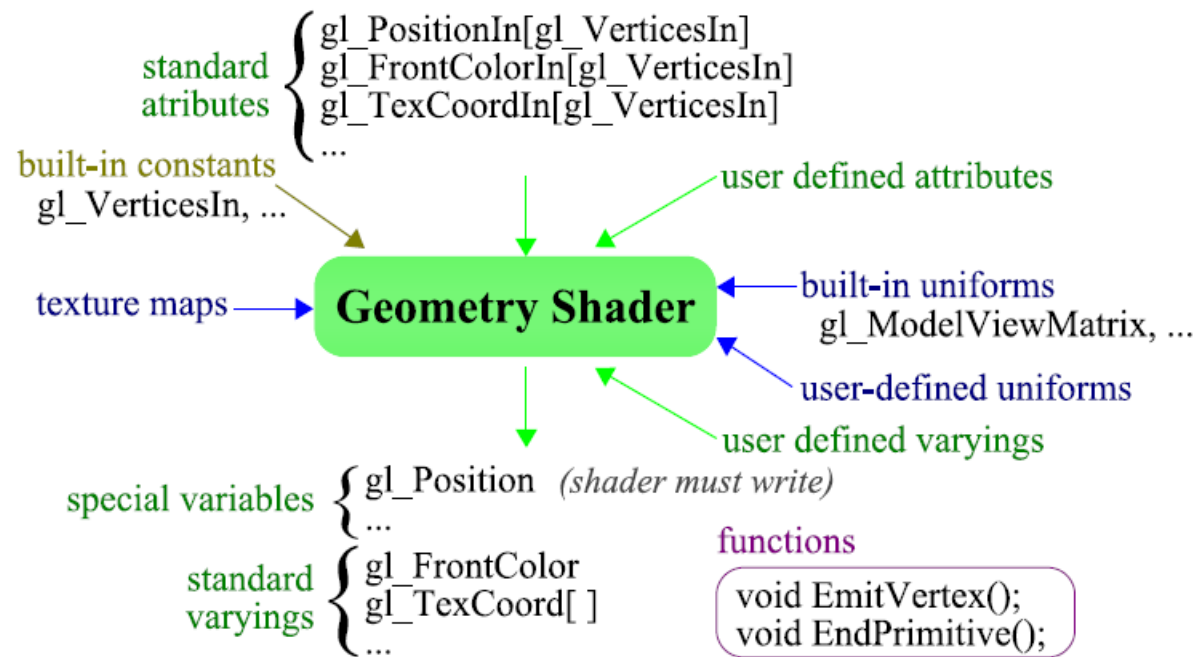 gl_PositionIn[gl_VerticesIn]
standard gl_FrontColorIn[gl_VerticesIn]
atributes gl_TexCoordIn[gl_VerticesIn]
...
built-in constants
gl_VerticesIn, ...
user defined attributes
texture maps
Geometry Shader
built-in uniforms
gl_ModelViewMatrix, ...
user-defined uniforms
user defined varyings
special variables
gl_Position (shader must write)
...
standard
varyings
gl_FrontColor
gl_TexCoord[ ]
...
functions
void EmitVertex();
void EndPrimitive();